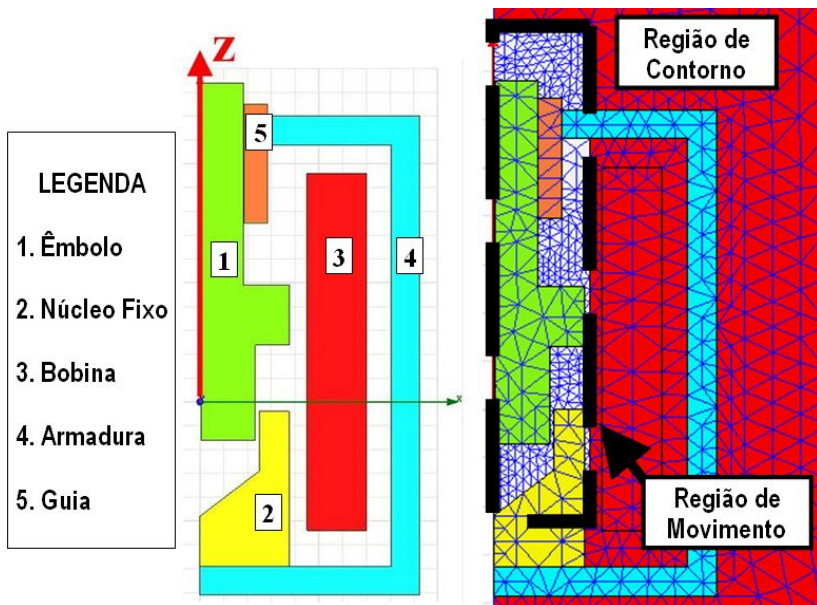 LEGENDA
1. Êmbolo
2. Núcleo Fixo
3. Bobina
4. Armadura
5. Guia
Z
5
1
3
4
2
x
Região de
Contorno
Região de
Movimento